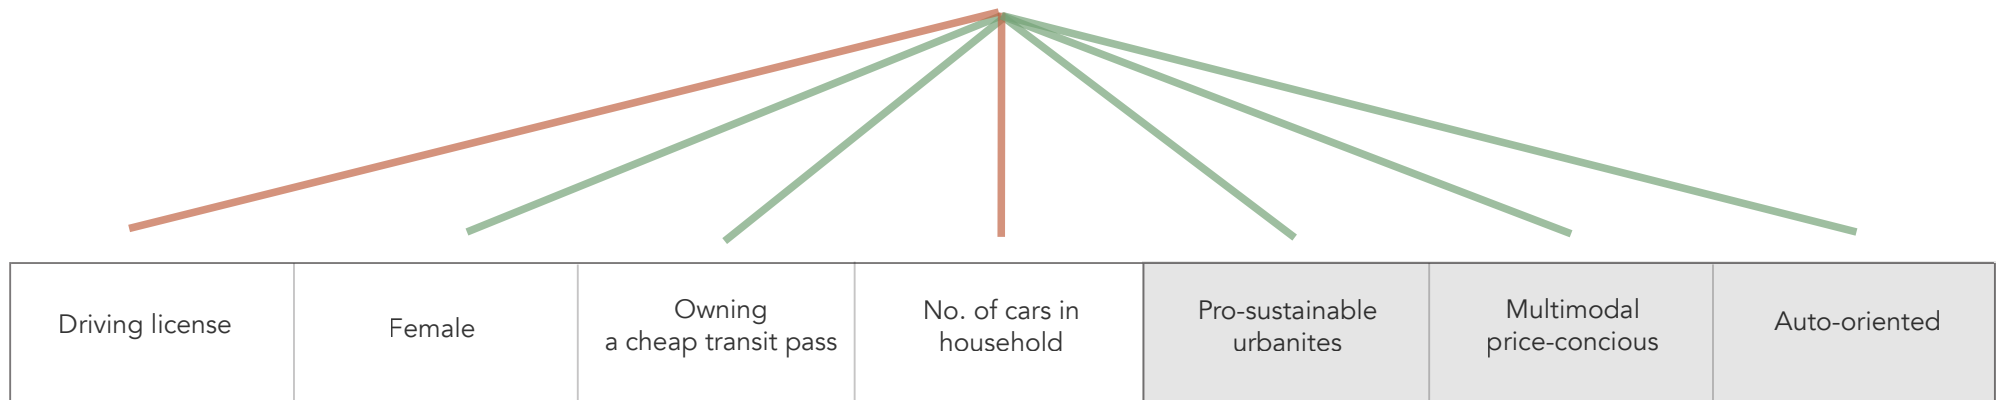 Driving license
Female
Owning
a cheap transit pass
No. of cars in
household
Pro-sustainable
urbanites
Multimodal
price-concious
Auto-oriented